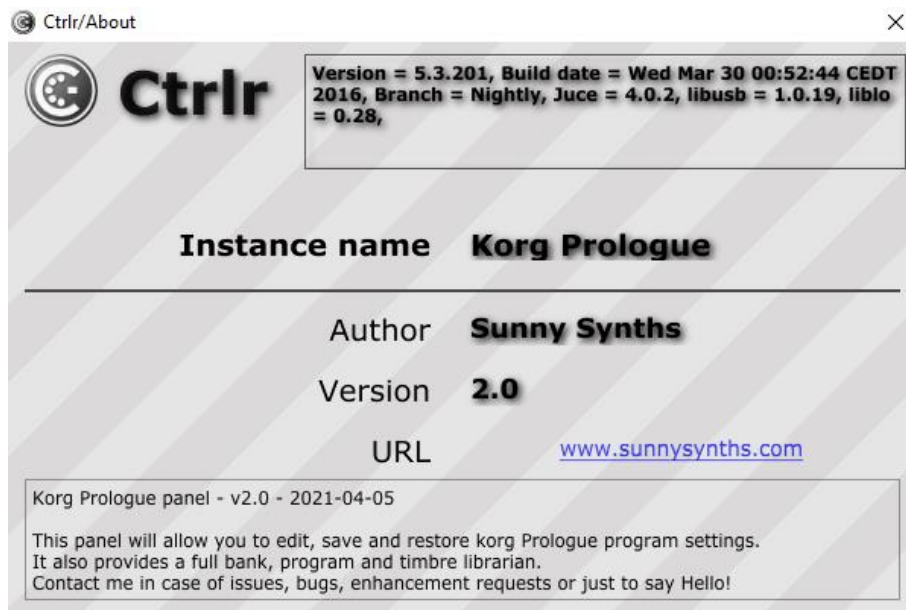 Ctrlr/About
Ctrlr
Version = 5.3.201, Build date = Wed Mar 30 00:52:44 CEDT
2016, Branch = Nightly, Juce = 4.0.2, libusb = 1.0.19, liblo
= 0.28,
Instance name Korg Prologue
Author Sunny Synths
Version 2.0
URL www.sunnysynths.com
Korg Prologue panel - v2.0 - 2021-04-05
This panel will allow you to edit, save and restore korg Prologue program settings.
It also provides a full bank, program and timbre librarian.
Contact me in case of issues, bugs, enhancement requests or just to say Hello!